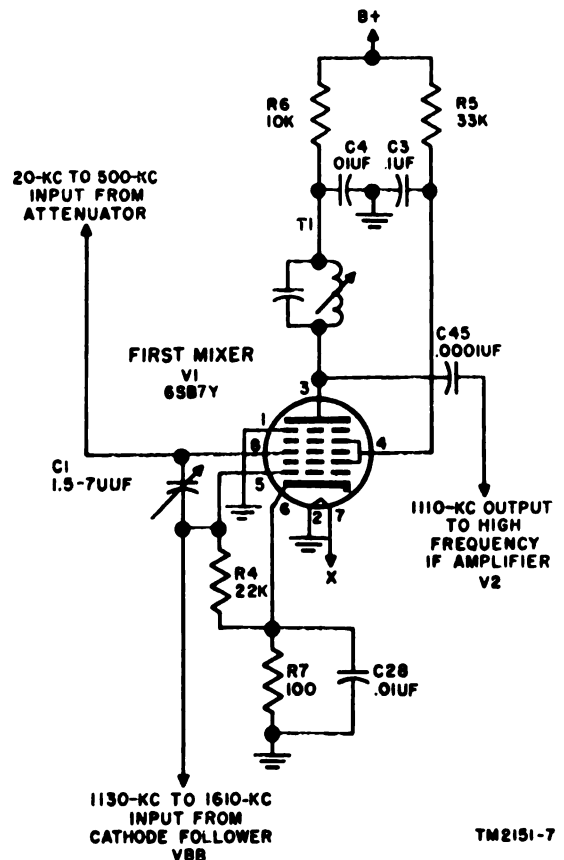 B+
R6
10K
R5
33K
C4
.01UF
C3
.1UF
20-KC TO 500-KC
INPUT FROM
ATTENUATOR
T1
C45
.0001UF
FIRST MIXER
V1
6SB7Y
3
1
8
4
5
6
2
7
C1
1.5-7UUF
1110-KC OUTPUT
TO HIGH
FREQUENCY
IF AMPLIFIER
V2
X
R4
22K
R7
100
C28
.01UF
1130-KC TO 1610-KC
INPUT FROM
CATHODE FOLLOWER
V8B
TM2151-7